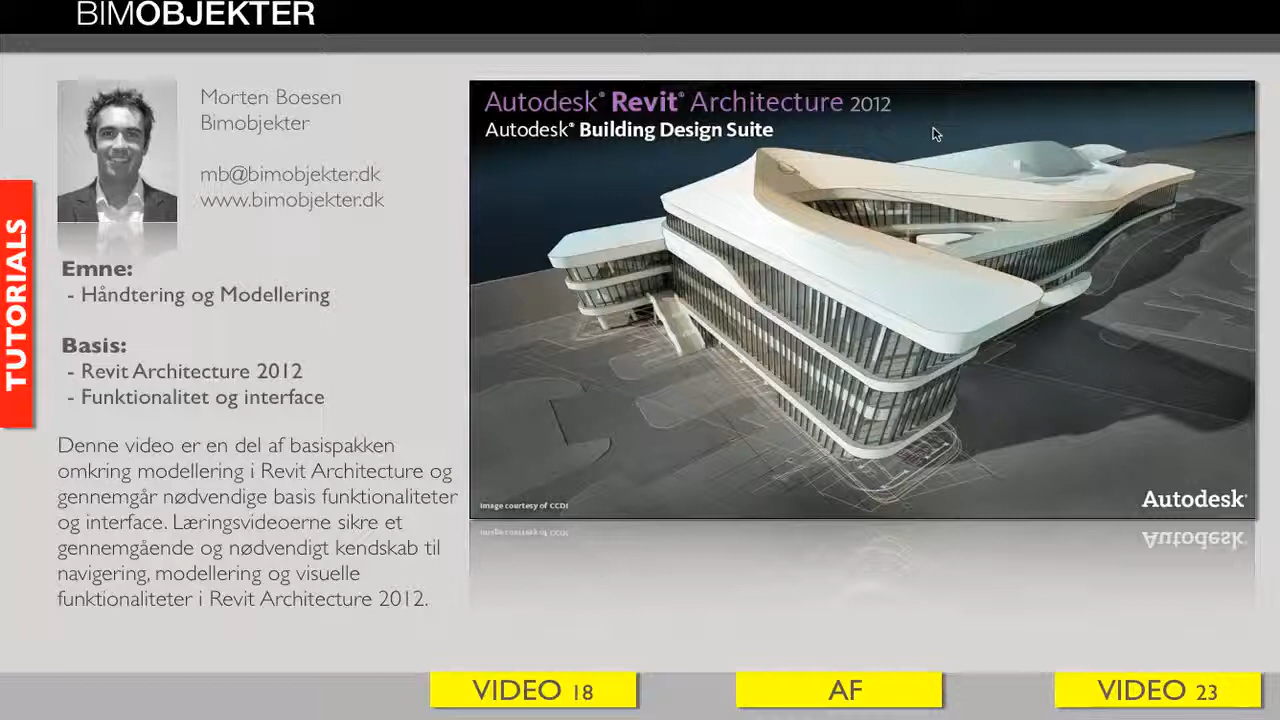 BIMOBJEKTER
Morten Boesen
Bimobjekter
mb@bimobjekter.dk
www.bimobjekter.dk
TUTORIALS
Emne:
- Håndtering og Modellering
Basis:
- Revit Architecture 2012
- Funktionalitet og interface
Denne video er en del af basispakken
omkring modellering i Revit Architecture og
gennemgår nødvendige basis funktionaliteter
og interface. Læringsvideoerne sikre et
gennemgående og nødvendigt kendskab til
navigering, modellering og visuelle
funktionaliteter i Revit Architecture 2012.
Autodesk® Revit® Architecture 2012
Autodesk® Building Design Suite
Image courtesy of CCDI
Autodesk®
VIDEO 18
AF
VIDEO 23